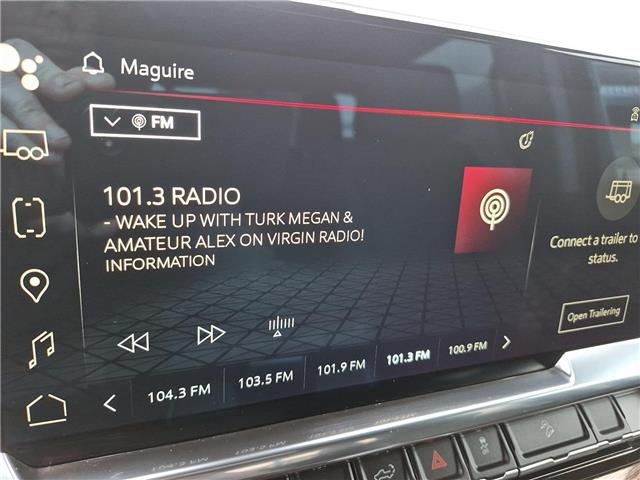 Maguire
FM
101.3 RADIO
- WAKE UP WITH TURK MEGAN &
AMATEUR ALEX ON VIRGIN RADIO!
INFORMATION
Connect a trailer to
status.
Open Trailering
104.3 FM
103.5 FM
101.9 FM
101.3 FM
100.9 FM